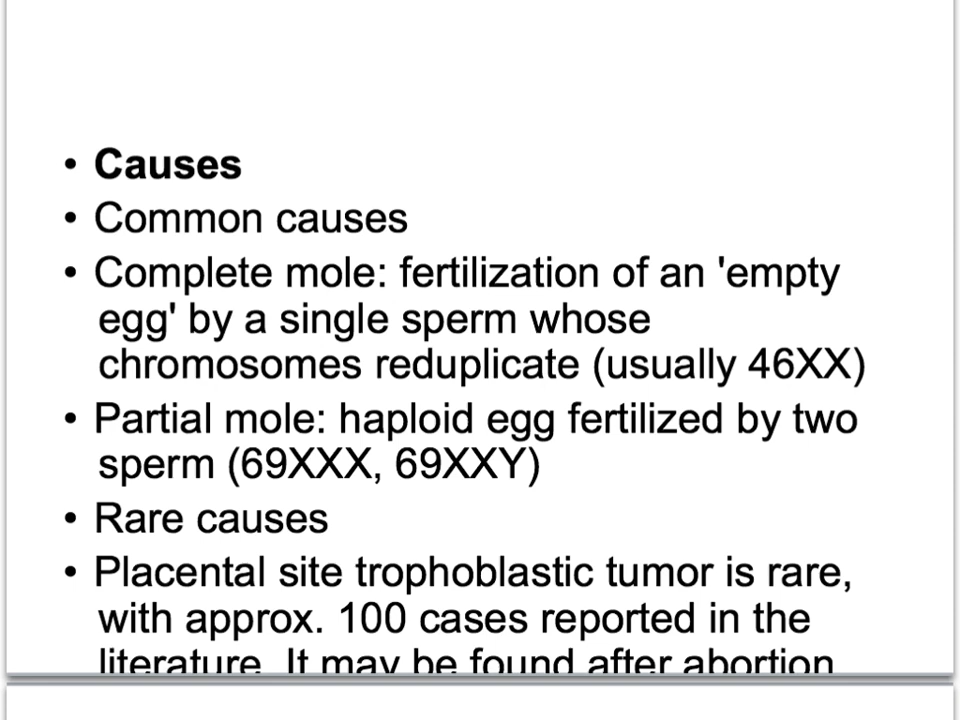 • Causes
• Common causes
• Complete mole: fertilization of an 'empty
egg' by a single sperm whose
chromosomes reduplicate (usually 46XX)
• Partial mole: haploid egg fertilized by two
sperm (69XXX, 69XXY)
• Rare causes
• Placental site trophoblastic tumor is rare,
with approx. 100 cases reported in the
literature. It may be found after abortion